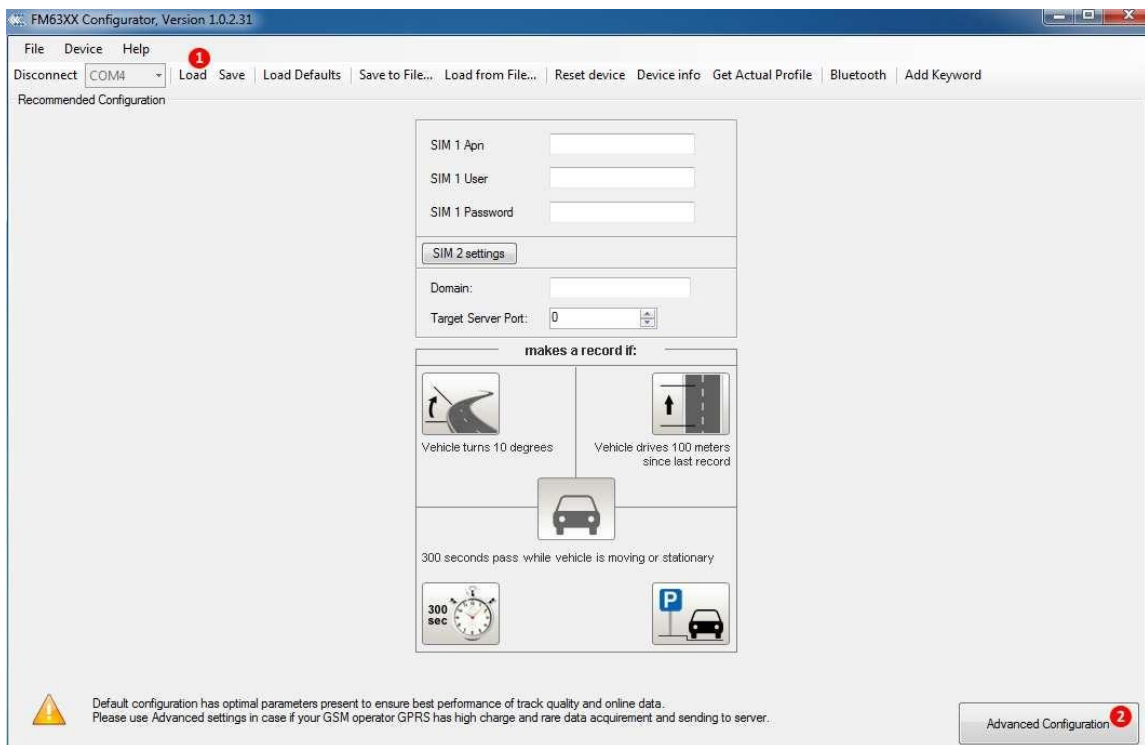 FM63XX Configurator, Version 1.0.2.31
File Device Help
1
Disconnect COM4 Load Save Load Defaults Save to File... Load from File... Reset device Device info Get Actual Profile Bluetooth Add Keyword
Recommended Configuration
SIM 1 Apn
SIM 1 User
SIM 1 Password
SIM 2 settings
Domain:
Target Server Port: 0
makes a record if:
Vehicle turns 10 degrees
Vehicle drives 100 meters
since last record
300 seconds pass while vehicle is moving or stationary
300
sec
P
Default configuration has optimal parameters present to ensure best performance of track quality and online data.
Please use Advanced settings in case if your GSM operator GPRS has high charge and rare data acquirement and sending to server.
Advanced Configuration 2